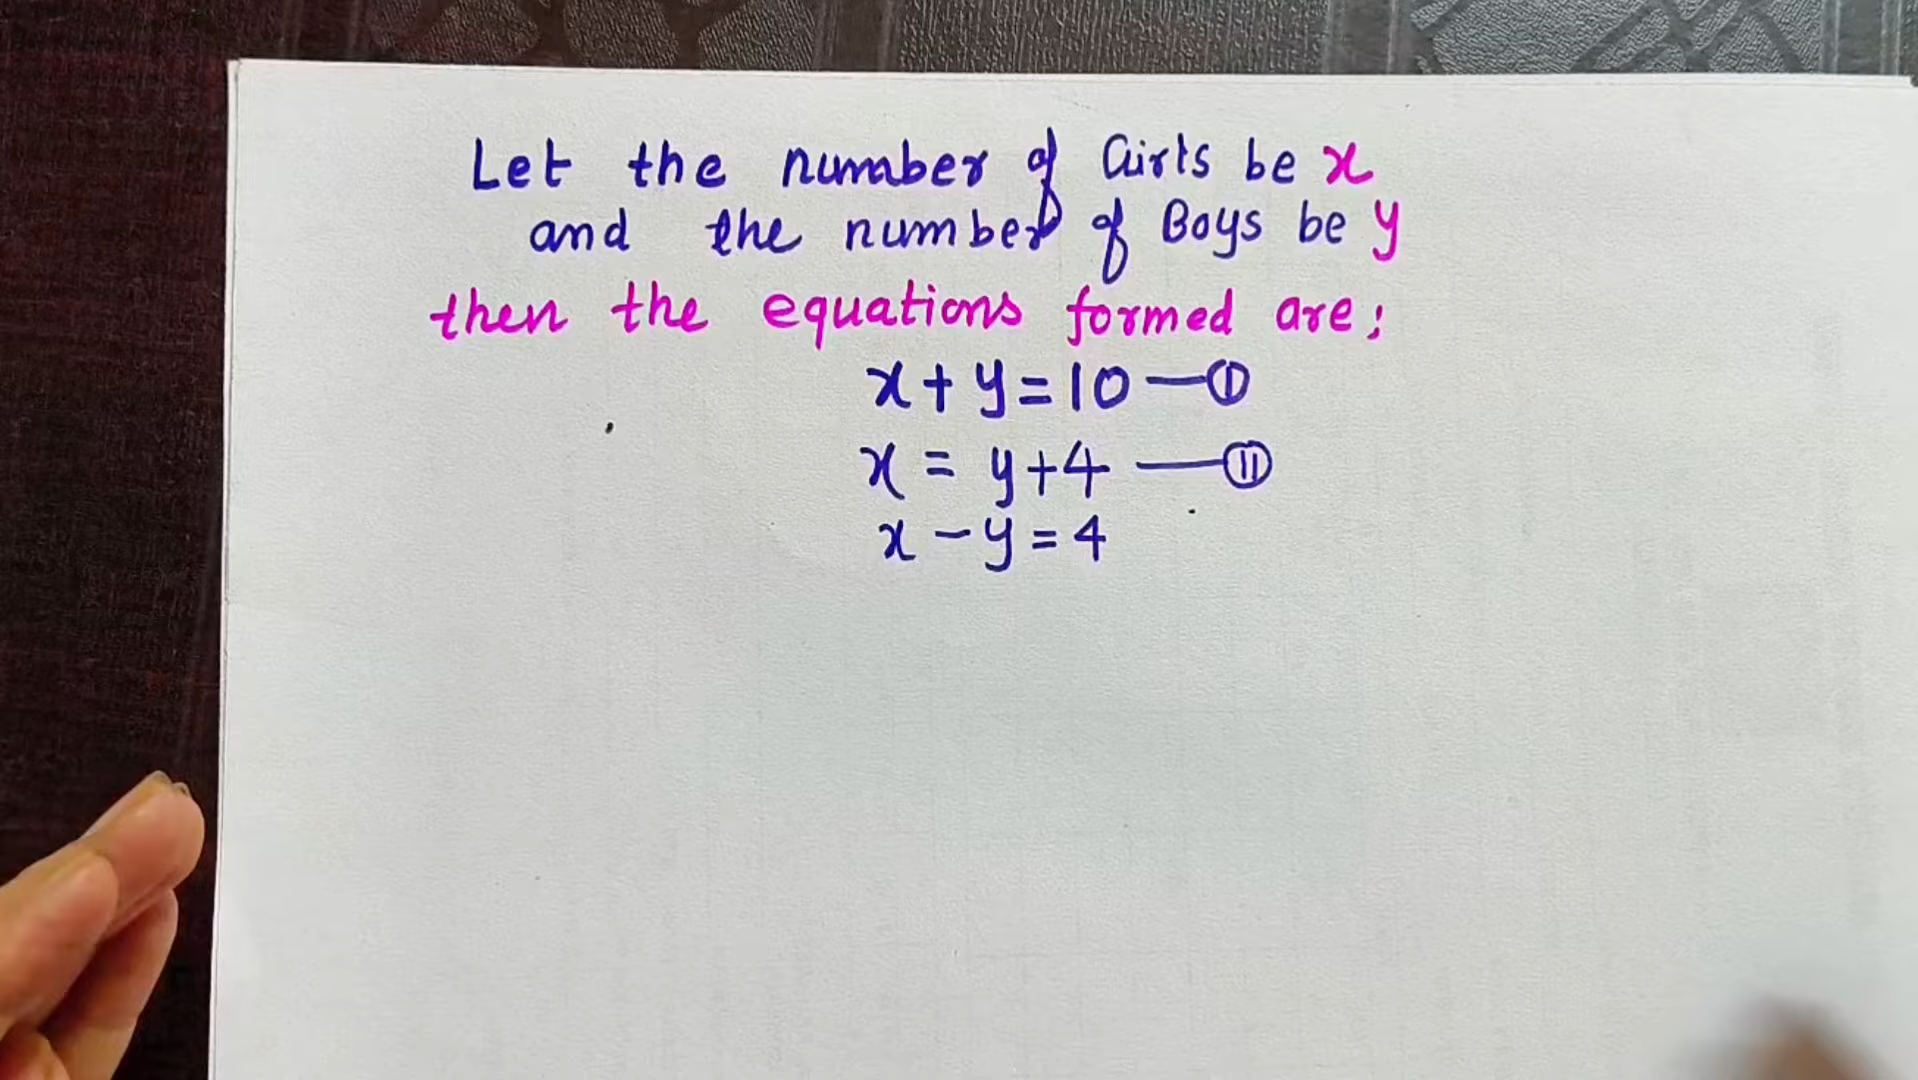 Let the number of Girls be x
and the number of Boys be y
then the equations formed are:
x + y = 10 — Ⓘ
x = y + 4 — Ⓘ︎Ⓘ
x - y = 4